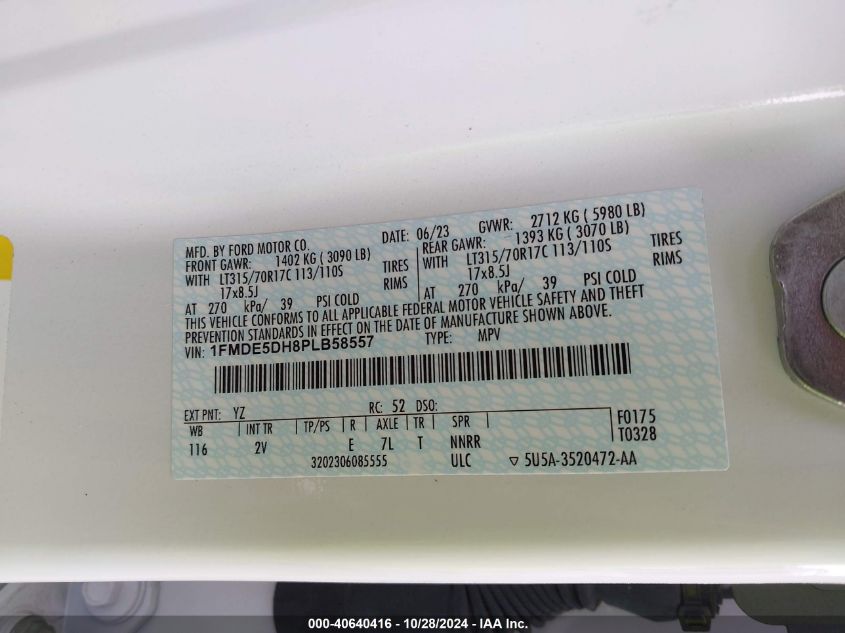 MFD. BY FORD MOTOR CO. DATE: 06/23 GVWR: 2712 KG ( 5980 LB)
FRONT GAWR: 1402 KG ( 3090 LB) REAR GAWR: 1393 KG ( 3070 LB)
WITH LT315/70R17C 113/110S TIRES WITH LT315/70R17C 113/110S TIRES
17x8.5J RIMS 17x8.5J RIMS
AT 270 kPa/ 39 PSI COLD AT 270 kPa/ 39 PSI COLD
THIS VEHICLE CONFORMS TO ALL APPLICABLE FEDERAL MOTOR VEHICLE SAFETY AND THEFT
PREVENTION STANDARDS IN EFFECT ON THE DATE OF MANUFACTURE SHOWN ABOVE.
VIN: 1FMDE5DH8PLB58557 TYPE: MPV
EXT PNT: YZ RC: 52 DSO:
WB INT TR TP/PS R AXLE TR SPR F0175
116 2V E 7L T NNRR T0328
3202306085555 ULC ▽ 5U5A-3520472-AA
000-40640416 - 10/28/2024 - IAA Inc.